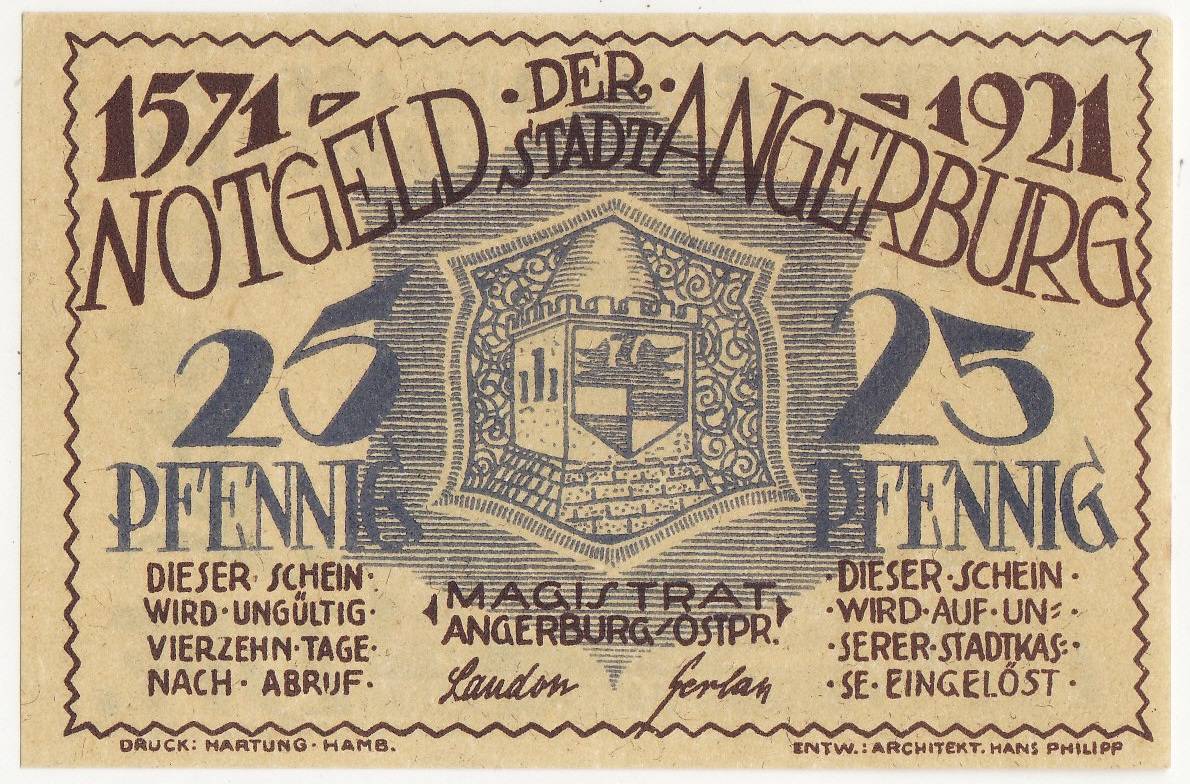 1571 1921
NOTGELD · DER · STADT ANGERBURG
25 25
PFENNIG PFENNIG
DIESER SCHEIN·
WIRD·UNGÜLTIG·
VIERZEHN·TAGE·
NACH· ABRUF·
MAGISTRAT
ANGERBURG/OSTPR.
Laudon
·DIESER·SCHEIN·
·WIRD·AUF·UN=·
·SERER·STADTKAS=·
·SE·EINGELÖST·
DRUCK: HARTUNG·HAMB.
ENTW.: ARCHITEKT. HANS PHILIPP